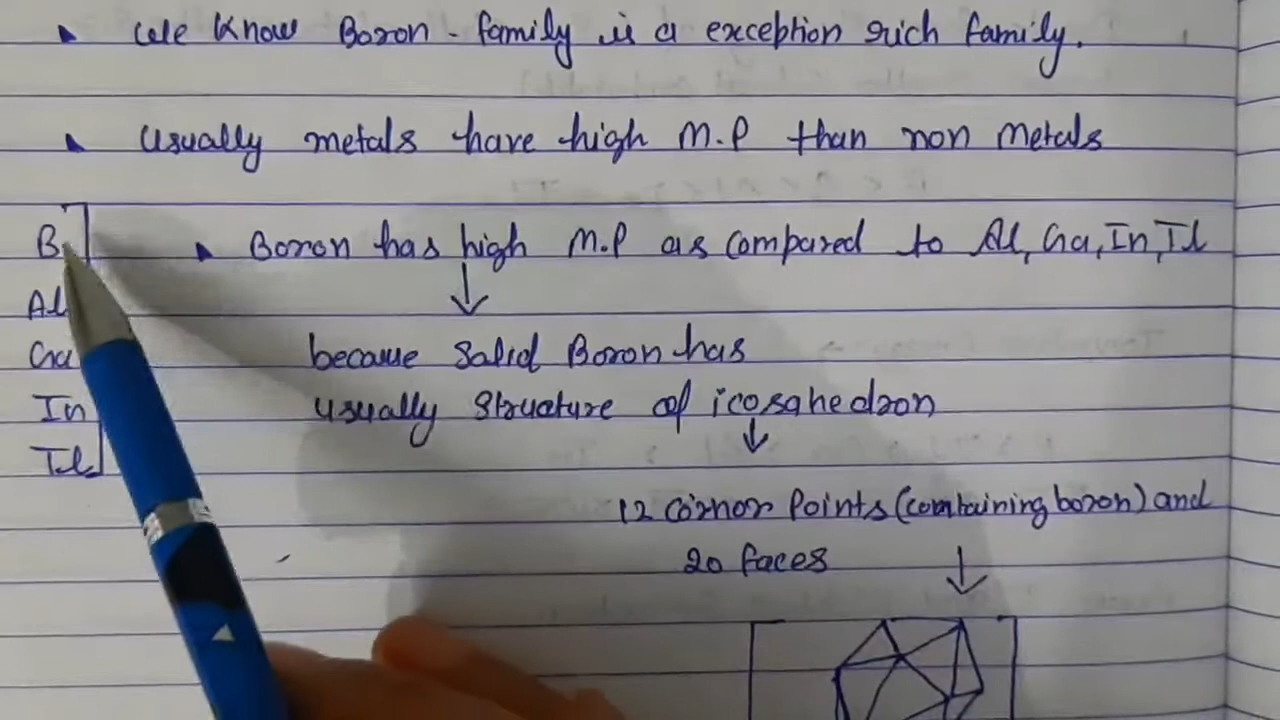 We Know Boron - family is a exception rich family.
Usually metals have high M.P than non Metals
B
Boron has high M.P as compared to Al, Ga, In, Tl
Al
Ga
because Solid Boron has
In
usually structure of icosahedron
Tl
12 Cornor Points (containing boron) and
20 faces